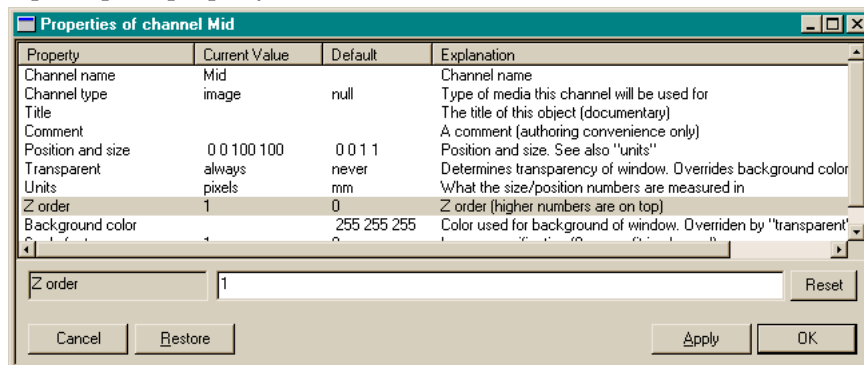 Properties of channel Mid
Property Current Value Default Explanation
Channel name Mid Channel name
Channel type image null Type of media this channel will be used for
Title The title of this object (documentary)
Comment A comment (authoring convenience only)
Position and size 0 0 100 100 0 0 1 1 Position and size. See also "units"
Transparent always never Determines transparency of window. Overrides background color
Units pixels mm What the size/position numbers are measured in
Z order 1 0 Z order (higher numbers are on top)
Background color 255 255 255 Color used for background of window. Overriden by "transparent"
Z order 1 Reset
Cancel Restore Apply OK